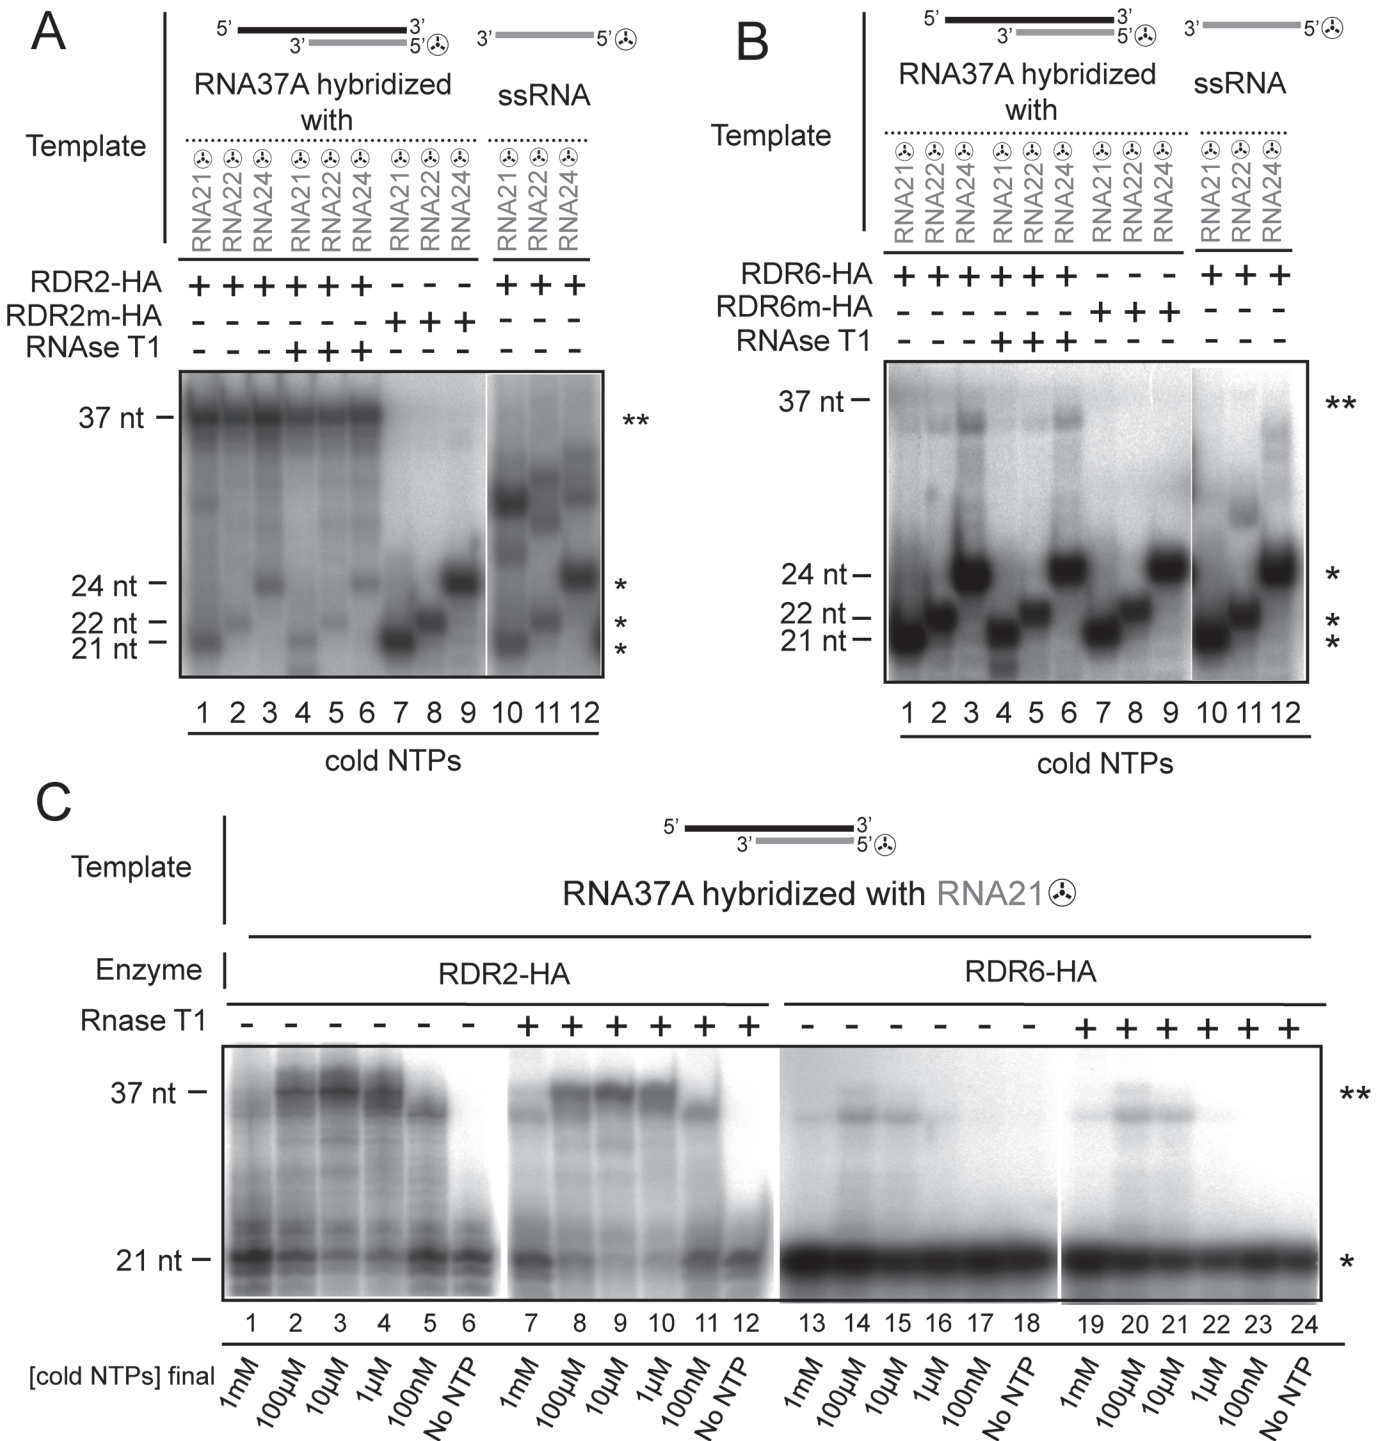 A
5' 3'
3' 5'
3' 5'
RNA37A hybridized
with
ssRNA
Template
RNA21 RNA22 RNA24 RNA21 RNA22 RNA24 RNA21 RNA22 RNA24 RNA21 RNA22 RNA24
RDR2-HA + + + + + + - - - + + +
RDR2m-HA - - - - - - + + + - - -
RNAse T1 - - - + + + - - - - - -
37 nt **
24 nt *
22 nt *
21 nt *
1 2 3 4 5 6 7 8 9 10 11 12
cold NTPs
B
5' 3'
3' 5'
3' 5'
RNA37A hybridized
with
ssRNA
Template
RNA21 RNA22 RNA24 RNA21 RNA22 RNA24 RNA21 RNA22 RNA24 RNA21 RNA22 RNA24
RDR6-HA + + + + + + - - - + + +
RDR6m-HA - - - - - - + + + - - -
RNAse T1 - - - + + + - - - - - -
37 nt **
24 nt *
22 nt *
21 nt *
1 2 3 4 5 6 7 8 9 10 11 12
cold NTPs
C
5' 3'
3' 5'
Template
RNA37A hybridized with RNA21
Enzyme RDR2-HA RDR6-HA
Rnase T1 - - - - - - + + + + + + - - - - - - + + + + + +
37 nt **
21 nt *
1 2 3 4 5 6 7 8 9 10 11 12 13 14 15 16 17 18 19 20 21 22 23 24
[cold NTPs] final 1mM 100µM 10µM 1µM 100nM No NTP 1mM 100µM 10µM 1µM 100nM No NTP 1mM 100µM 10µM 1µM 100nM No NTP 1mM 100µM 10µM 1µM 100nM No NTP